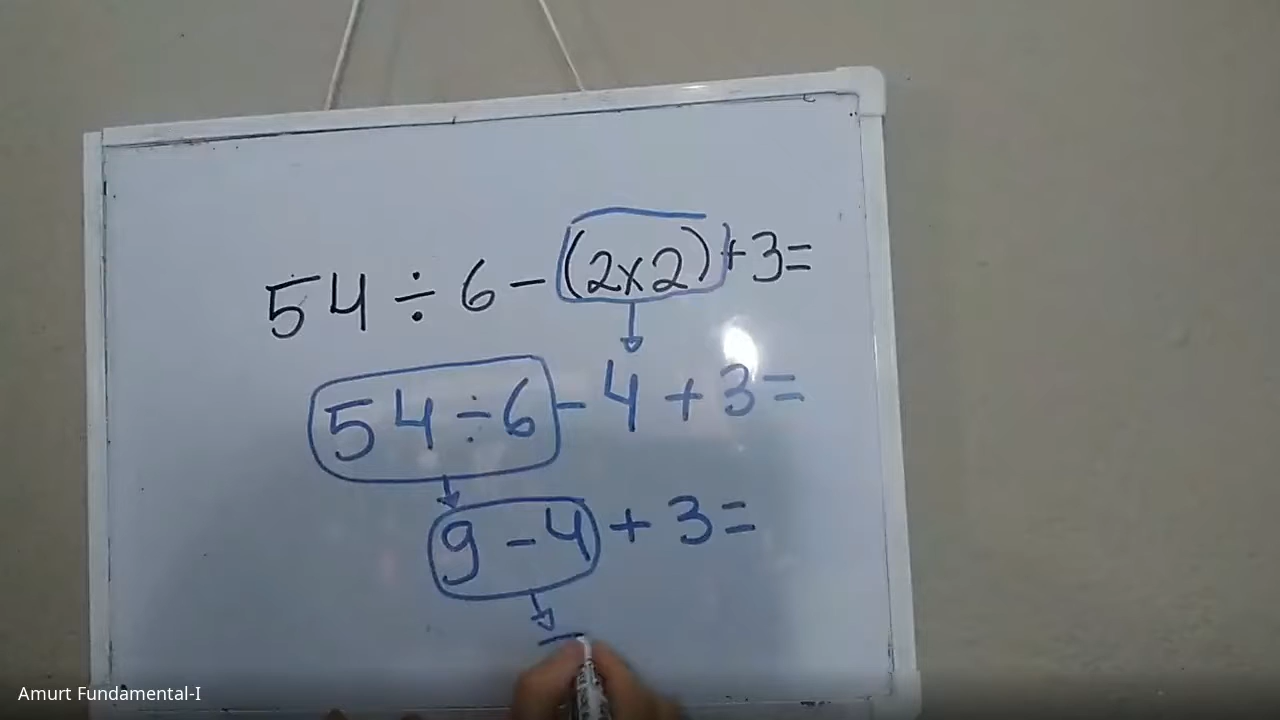 54 ÷ 6 - (2x2) + 3 =
54 ÷ 6 - 4 + 3 =
9 - 4 + 3 =
Amurt Fundamental-I